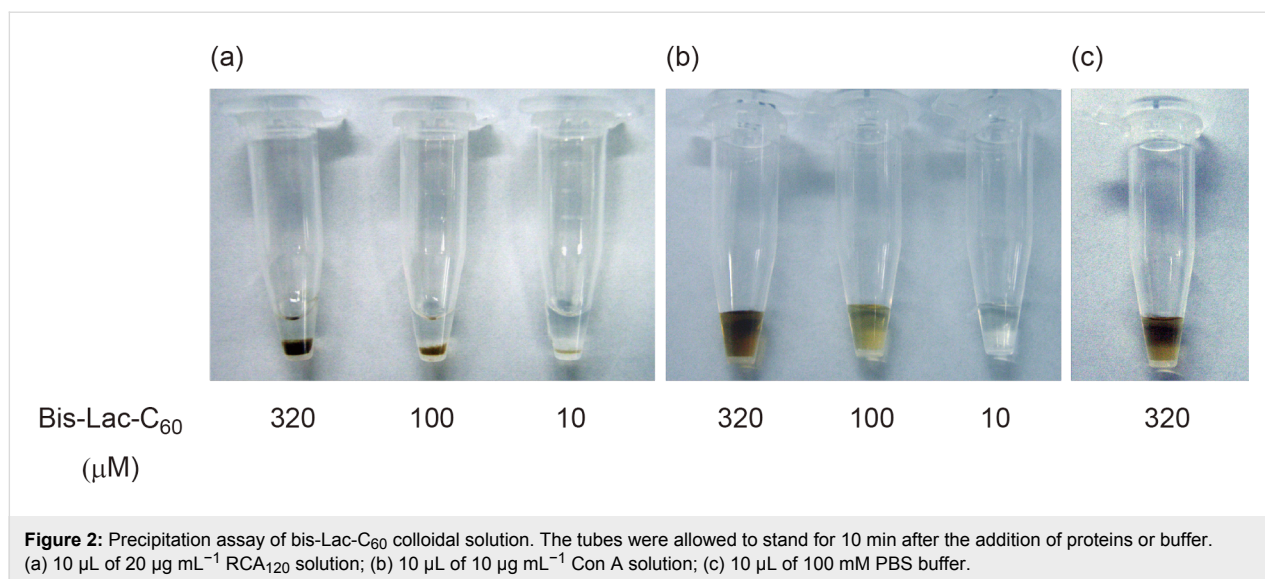 (a) (b) (c)
Bis-Lac-C₆₀ 320 100 10 320 100 10 320
(μM)
Figure 2: Precipitation assay of bis-Lac-C₆₀ colloidal solution. The tubes were allowed to stand for 10 min after the addition of proteins or buffer.
(a) 10 μL of 20 μg mL⁻¹ RCA₁₂₀ solution; (b) 10 μL of 10 μg mL⁻¹ Con A solution; (c) 10 μL of 100 mM PBS buffer.